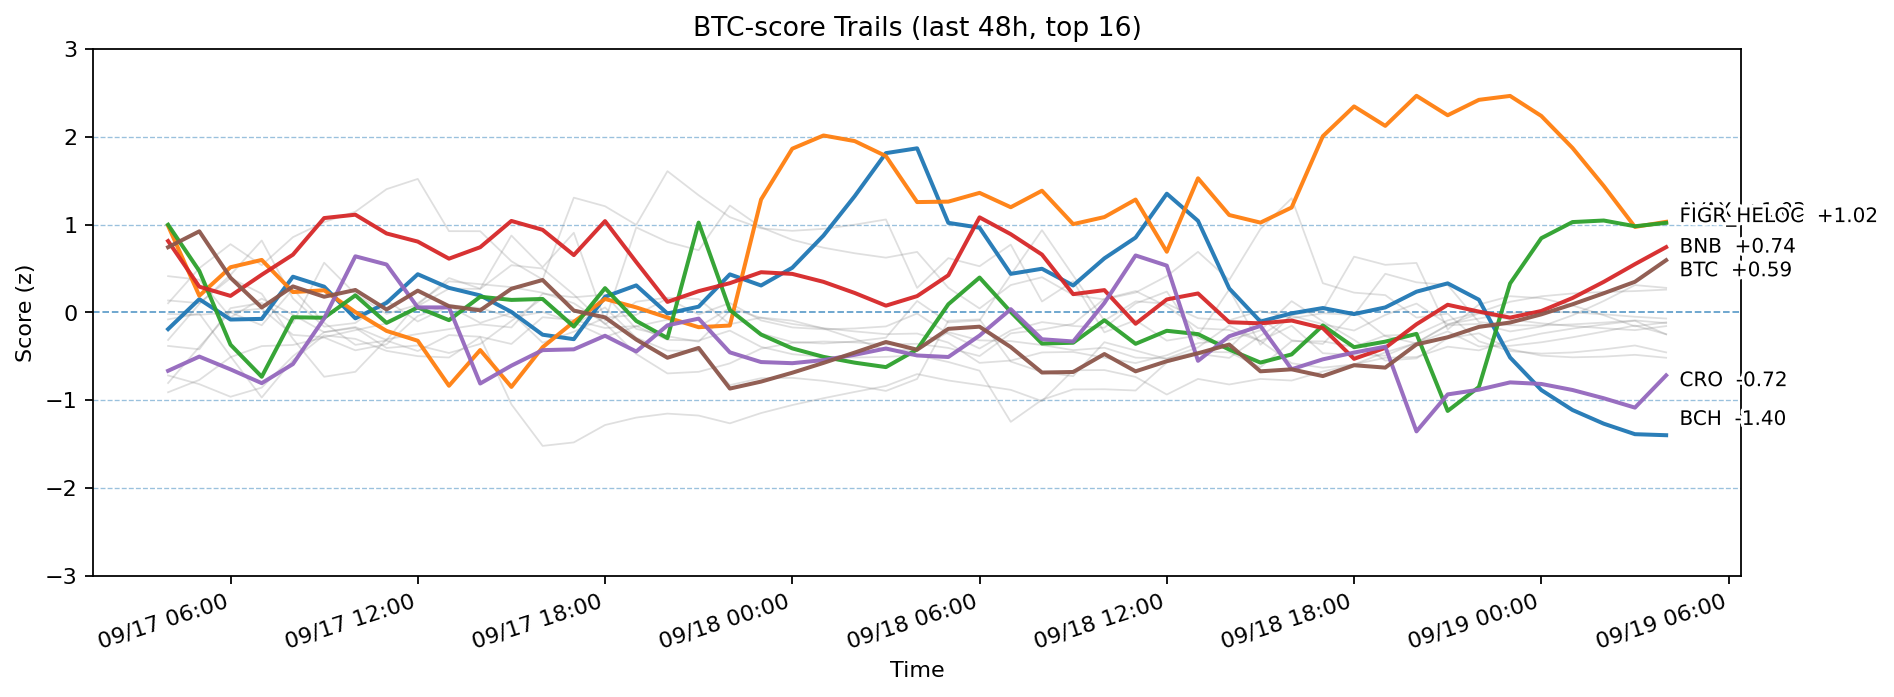 BTC-score Trails (last 48h, top 16)
Score (z)
3
2
1
0
−1
−2
−3
FIGR_HELOC +1.02
BNB +0.74
BTC +0.59
CRO -0.72
BCH -1.40
09/17 06:00
09/17 12:00
09/17 18:00
09/18 00:00
09/18 06:00
09/18 12:00
09/18 18:00
09/19 00:00
09/19 06:00
Time